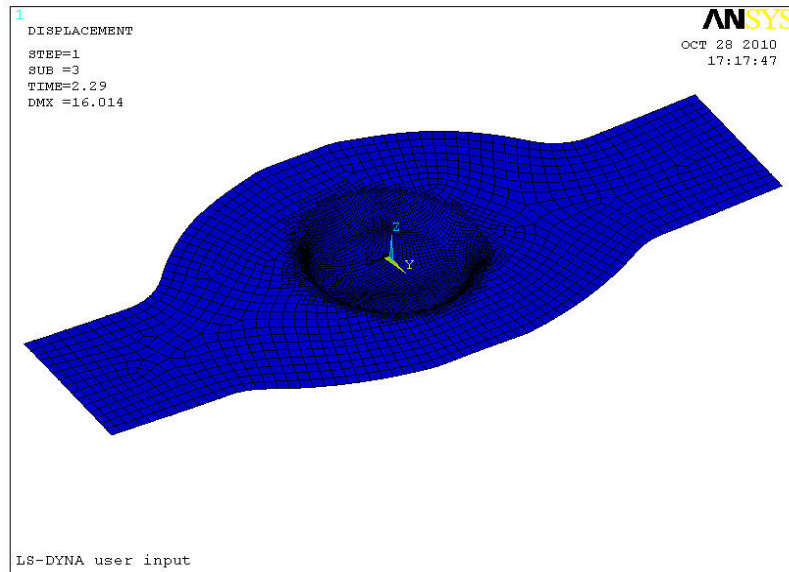 1
DISPLACEMENT
STEP=1
SUB =3
TIME=2.29
DMX =16.014
ANSYS
OCT 28 2010
17:17:47
Z
Y
LS-DYNA user input